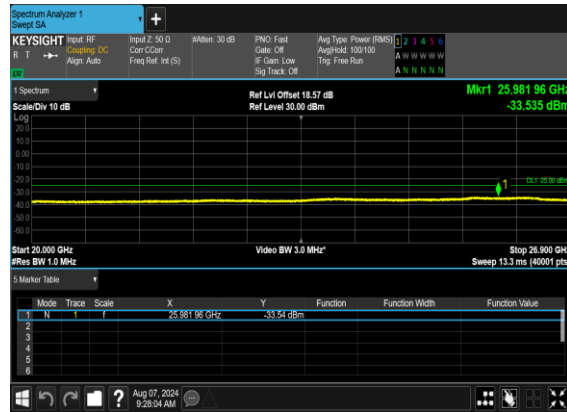 Spectrum Analyzer 1
Swept SA
KEYSIGHT
R T
Input: RF
Coupling: DC
Align: Auto
Input Z: 50 Ω
Corr CCorr
Freq Ref: Int (S)
#Atten: 30 dB
PNO: Fast
Gate: Off
IF Gain: Low
Sig Track: Off
Avg Type: Power (RMS)
Avg|Hold: 100/100
Trig: Free Run
1 2 3 4 5 6
A W W W W W
A N N N N N
1 Spectrum
Scale/Div 10 dB
Ref Lvl Offset 18.57 dB
Ref Level 30.00 dBm
Mkr1 25.981 96 GHz
-33.535 dBm
Log
20.0
10.0
0.00
-10.0
-20.0
-30.0
-40.0
-50.0
-60.0
1
DL1 -25.00 dBm
Start 20.000 GHz
#Res BW 1.0 MHz
Video BW 3.0 MHz*
Stop 26.900 GHz
Sweep 13.3 ms (40001 pts)
5 Marker Table
Mode Trace Scale X Y Function Function Width Function Value
1 N 1 f 25.981 96 GHz -33.54 dBm
2
3
4
5
6
Aug 07, 2024
9:28:04 AM